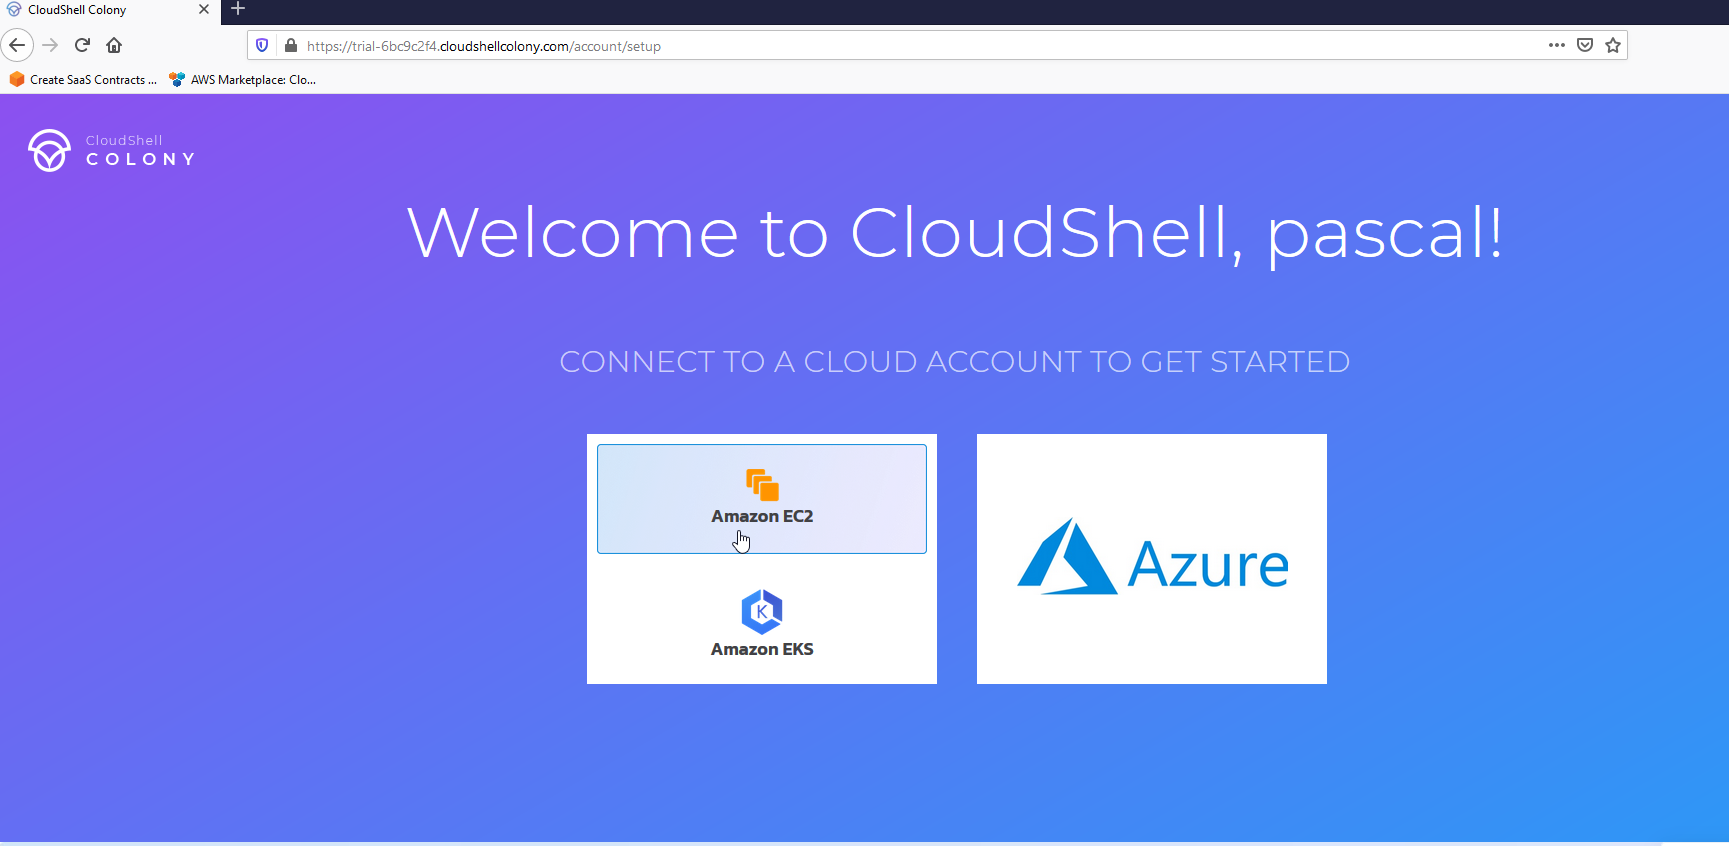 CloudShell Colony
https://trial-6bc9c2f4.cloudshellcolony.com/account/setup
Create SaaS Contracts ...
AWS Marketplace: Clo...
CloudShell
COLONY
Welcome to CloudShell, pascal!
CONNECT TO A CLOUD ACCOUNT TO GET STARTED
Amazon EC2
K
Amazon EKS
Azure